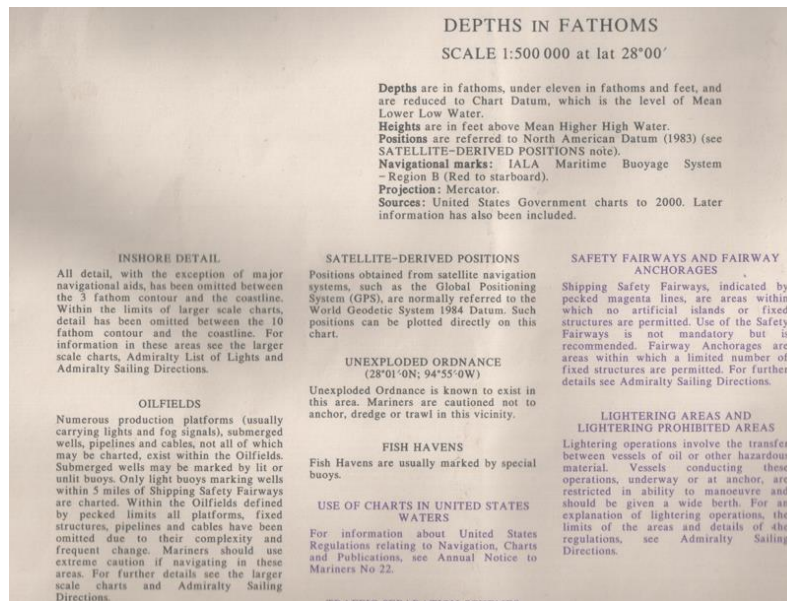 DEPTHS IN FATHOMS
SCALE 1:500 000 at lat 28°00′
Depths are in fathoms, under eleven in fathoms and feet, and
are reduced to Chart Datum, which is the level of Mean
Lower Low Water.
Heights are in feet above Mean Higher High Water.
Positions are referred to North American Datum (1983) (see
SATELLITE-DERIVED POSITIONS note).
Navigational marks: IALA Maritime Buoyage System
– Region B (Red to starboard).
Projection: Mercator.
Sources: United States Government charts to 2000. Later
information has also been included.
INSHORE DETAIL
All detail, with the exception of major
navigational aids, has been omitted between
the 3 fathom contour and the coastline.
Within the limits of larger scale charts,
detail has been omitted between the 10
fathom contour and the coastline. For
information in these areas see the larger
scale charts, Admiralty List of Lights and
Admiralty Sailing Directions.
OILFIELDS
Numerous production platforms (usually
carrying lights and fog signals), submerged
wells, pipelines and cables, not all of which
may be charted, exist within the Oilfields.
Submerged wells may be marked by lit or
unlit buoys. Only light buoys marking wells
within 5 miles of Shipping Safety Fairways
are charted. Within the Oilfields defined
by pecked limits all platforms, fixed
structures, pipelines and cables have been
omitted due to their complexity and
frequent change. Mariners should use
extreme caution if navigating in these
areas. For further details see the larger
scale charts and Admiralty Sailing
Directions.
SATELLITE-DERIVED POSITIONS
Positions obtained from satellite navigation
systems, such as the Global Positioning
System (GPS), are normally referred to the
World Geodetic System 1984 Datum. Such
positions can be plotted directly on this
chart.
UNEXPLODED ORDNANCE
(28°01′·0N; 94°55′·0W)
Unexploded Ordnance is known to exist in
this area. Mariners are cautioned not to
anchor, dredge or trawl in this vicinity.
FISH HAVENS
Fish Havens are usually marked by special
buoys.
USE OF CHARTS IN UNITED STATES
WATERS
For information about United States
Regulations relating to Navigation, Charts
and Publications, see Annual Notice to
Mariners No 22.
SAFETY FAIRWAYS AND FAIRWAY
ANCHORAGES
Shipping Safety Fairways, indicated by
pecked magenta lines, are areas within
which no artificial islands or fixed
structures are permitted. Use of the Safety
Fairways is not mandatory but is
recommended. Fairway Anchorages are
areas within which a limited number of
fixed structures are permitted. For further
details see Admiralty Sailing Directions.
LIGHTERING AREAS AND
LIGHTERING PROHIBITED AREAS
Lightering operations involve the transfer
between vessels of oil or other hazardous
material. Vessels conducting these
operations, underway or at anchor, are
restricted in ability to manoeuvre and
should be given a wide berth. For an
explanation of lightering operations, the
limits of the areas and details of the
regulations, see Admiralty Sailing
Directions.